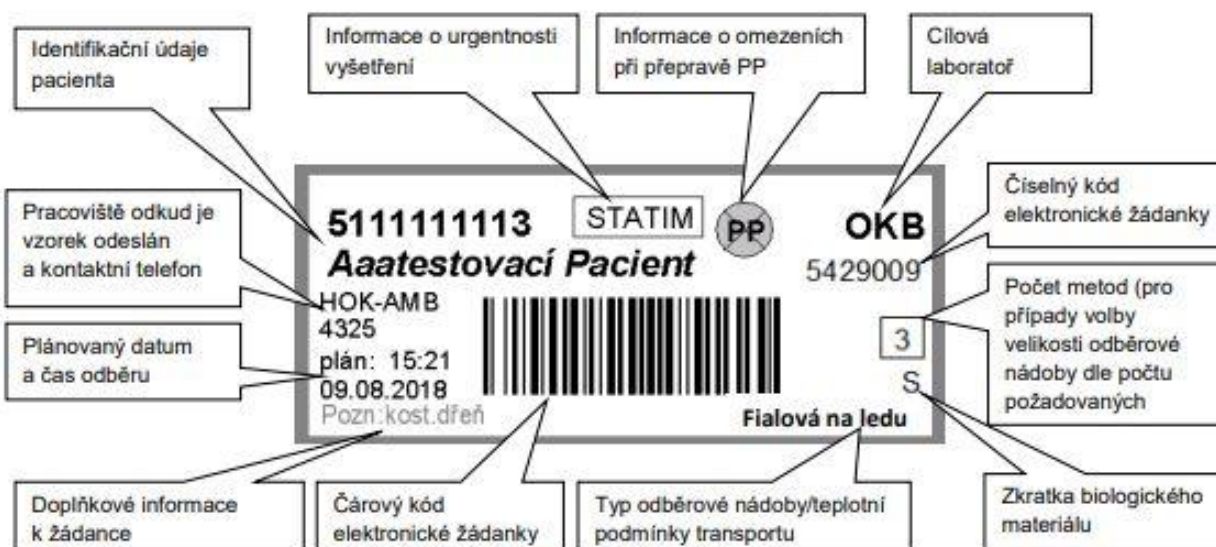 Identifikační údaje
pacienta
Informace o urgentnosti
vyšetření
Informace o omezeních
při přepravě PP
Cílová
laboratoř
Pracoviště odkud je
vzorek odeslán
a kontaktní telefon
Plánovaný datum
a čas odběru
5111111113
STATIM
PP
OKB
Aaatestovací Pacient
5429009
HOK-AMB
4325
plán: 15:21
09.08.2018
Pozn:kost.dřeň
3
S
Fialová na ledu
Číselný kód
elektronické žádanky
Počet metod (pro
případy volby
velikosti odběrové
nádoby dle počtu
požadovaných
Doplňkové informace
k žádance
Čárový kód
elektronické žádanky
Typ odběrové nádoby/teplotní
podmínky transportu
Zkratka biologického
materiálu